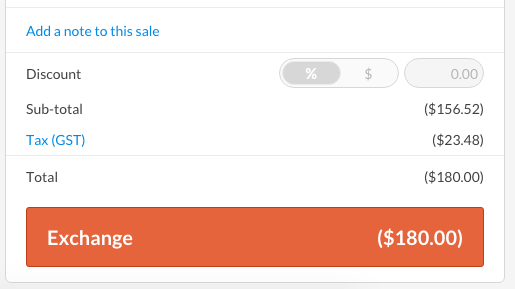 Add a note to this sale
Discount % $ 0.00
Sub-total ($156.52)
Tax (GST) ($23.48)
Total ($180.00)
Exchange ($180.00)